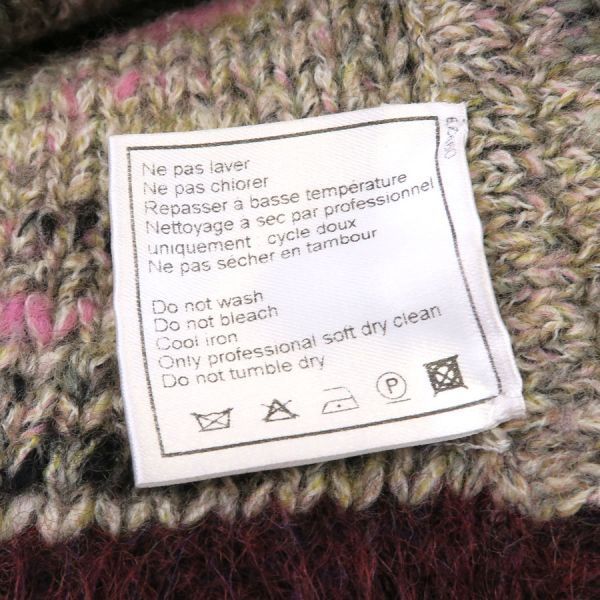 Ne pas laver
Ne pas chlorer
Repasser à basse température
Nettoyage a sec par professionnel
uniquement : cycle doux
Ne pas sécher en tambour
Do not wash
Do not bleach
Cool iron
Only professional soft dry clean
Do not tumble dry
P